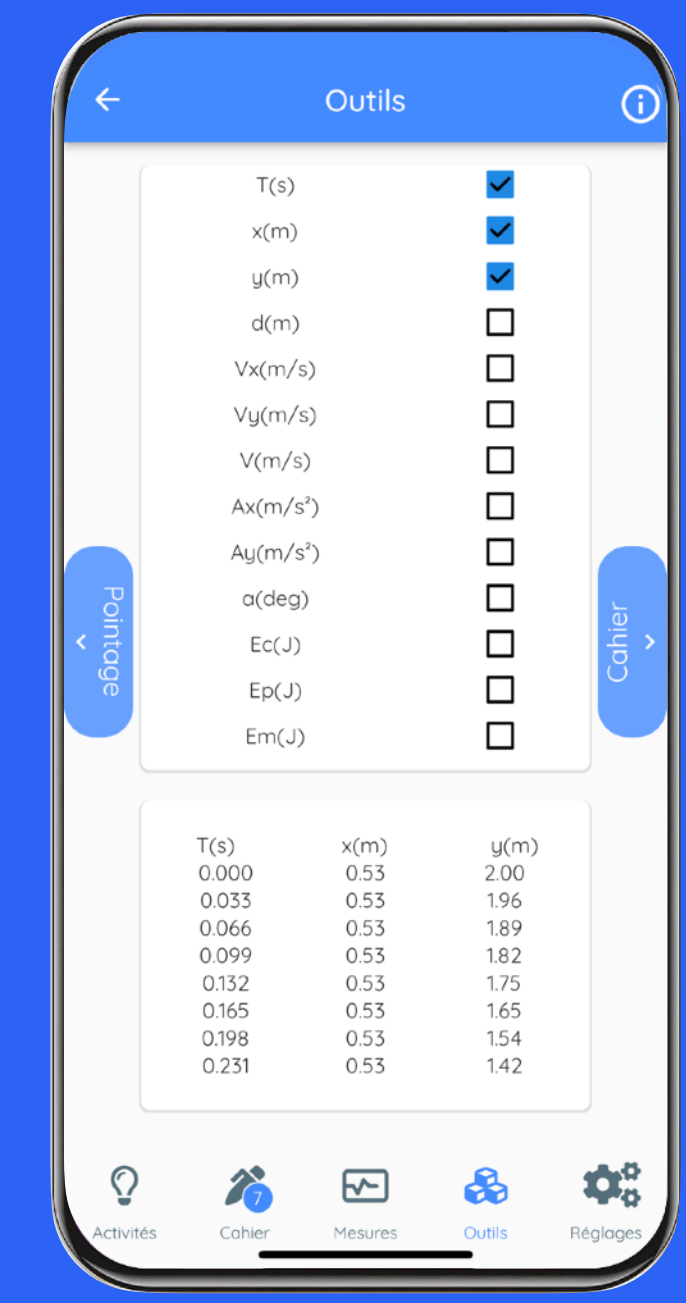 Outils
T(s)
x(m)
y(m)
d(m)
Vx(m/s)
Vy(m/s)
V(m/s)
Ax(m/s²)
Ay(m/s²)
a(deg)
Ec(J)
Ep(J)
Em(J)
Pointage
Cahier
T(s) x(m) y(m)
0.000 0.53 2.00
0.033 0.53 1.96
0.066 0.53 1.89
0.099 0.53 1.82
0.132 0.53 1.75
0.165 0.53 1.65
0.198 0.53 1.54
0.231 0.53 1.42
7
Activités Cahier Mesures Outils Réglages